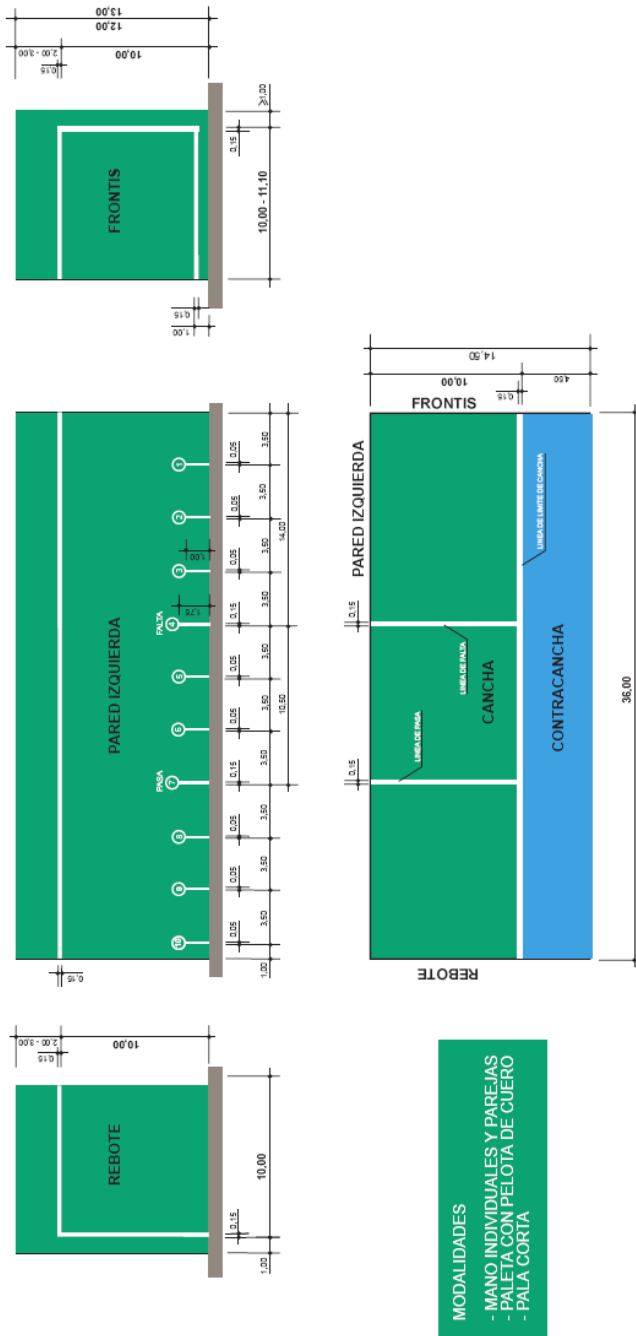 REBOTE
2,00 - 3,00
10,00
0,15
10,00
0,15
1,00
PARED IZQUIERDA
0,15
PASA
FALTA
10
9
8
7
6
5
4
3
2
1
1,75
1,00
0,05
0,05
0,05
0,15
0,05
0,05
0,15
0,05
0,05
0,05
1,00
3,50
3,50
3,50
3,50
3,50
3,50
3,50
3,50
3,50
3,50
10,50
14,00
FRONTIS
13,00
12,00
2,00 - 3,00
10,00
0,15
1,00
0,15
0,15
≥1,00
10,00 - 11,10
MODALIDADES
- MANO INDIVIDUALES Y PAREJAS
- PALETA CON PELOTA DE CUERO
- PALA CORTA
PARED IZQUIERDA
REBOTE
FRONTIS
0,15
0,15
LINEA DE PASA
LINEA DE FALTA
CANCHA
LINEA DE LIMITE DE CANCHA
CONTRACANCHA
10,00
0,15
4,50
14,50
36,00